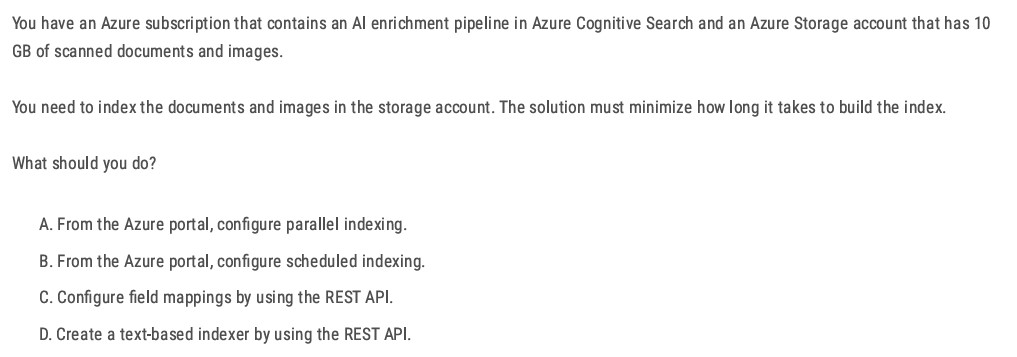 You have an Azure subscription that contains an AI enrichment pipeline in Azure Cognitive Search and an Azure Storage account that has 10
GB of scanned documents and images.
You need to index the documents and images in the storage account. The solution must minimize how long it takes to build the index.
What should you do?
A. From the Azure portal, configure parallel indexing.
B. From the Azure portal, configure scheduled indexing.
C. Configure field mappings by using the REST API.
D. Create a text-based indexer by using the REST API.